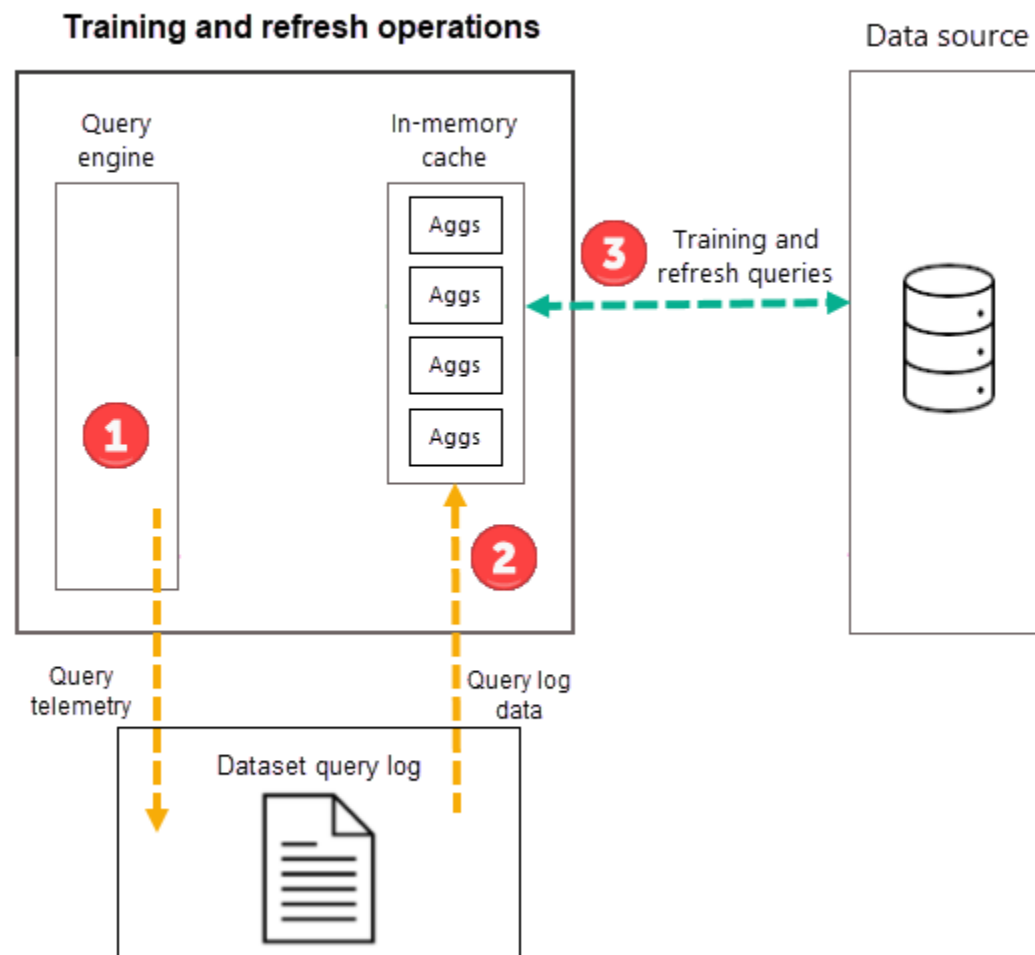 Training and refresh operations
Data source
Query
engine
In-memory
cache
Aggs
Aggs
Aggs
Aggs
1
2
3
Training and
refresh queries
Query
telemetry
Query log
data
Dataset query log